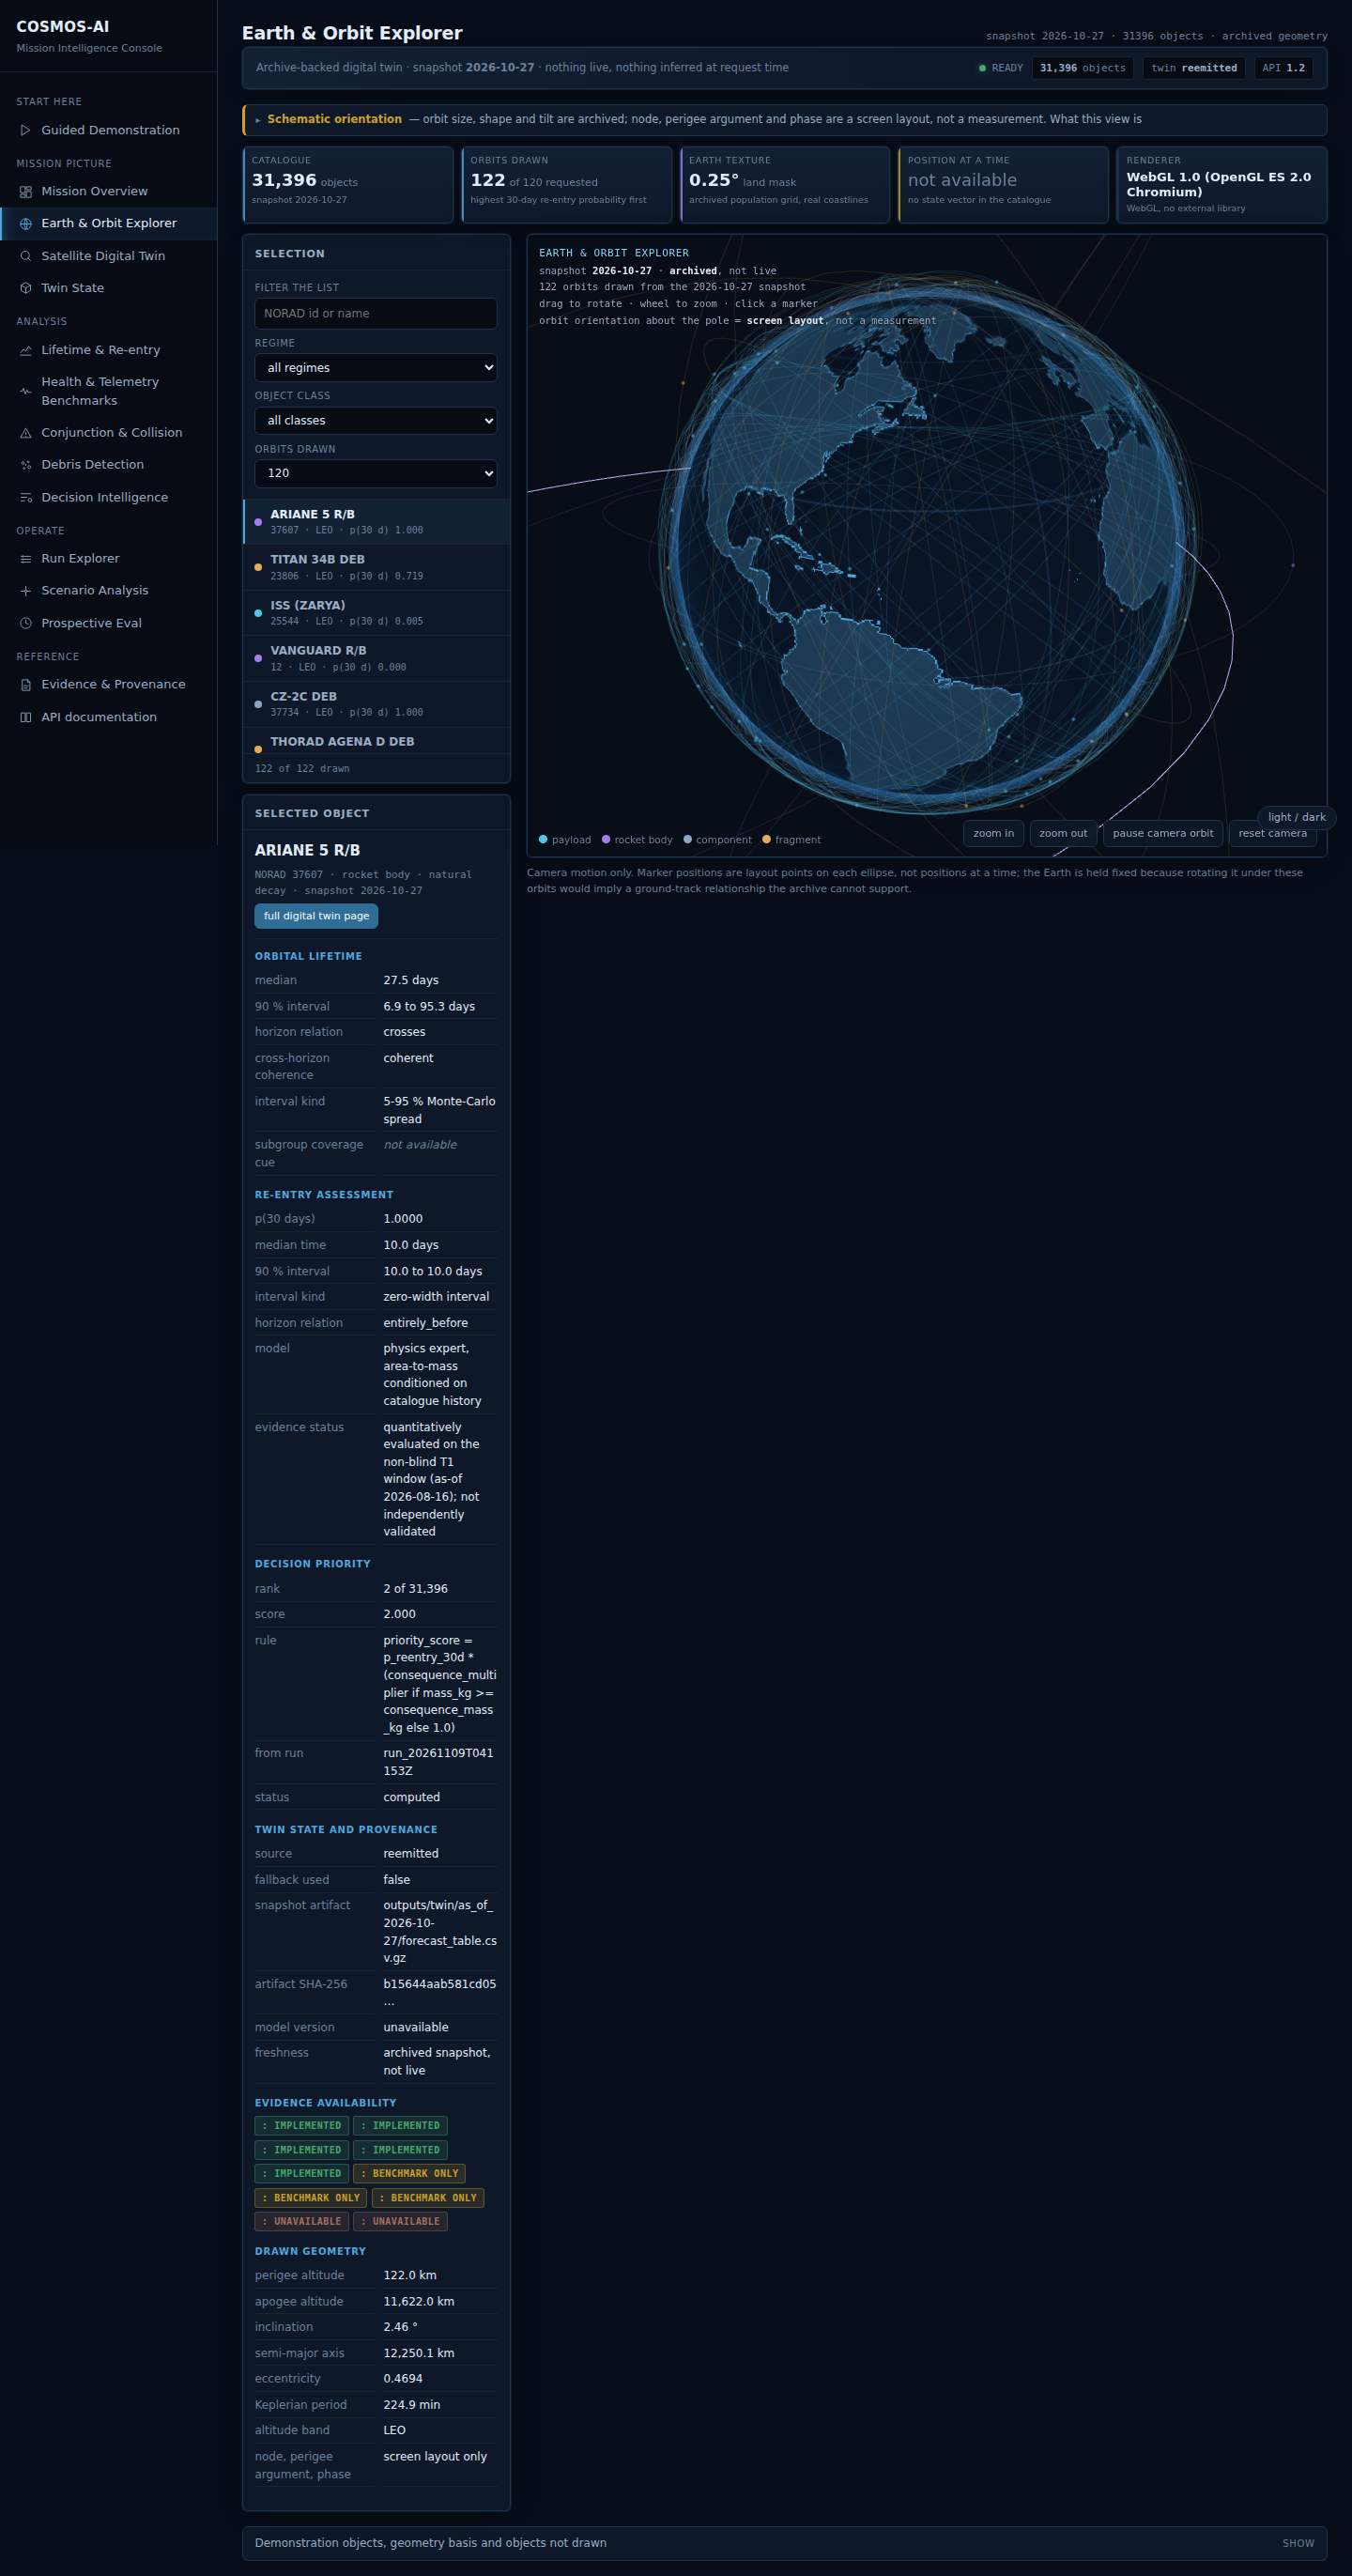 COSMOS-AI
Mission Intelligence Console
START HERE
Guided Demonstration
MISSION PICTURE
Mission Overview
Earth & Orbit Explorer
Satellite Digital Twin
Twin State
ANALYSIS
Lifetime & Re-entry
Health & Telemetry
Benchmarks
Conjunction & Collision
Debris Detection
Decision Intelligence
OPERATE
Run Explorer
Scenario Analysis
Prospective Eval
REFERENCE
Evidence & Provenance
API documentation
Earth & Orbit Explorer
snapshot 2026-10-27 · 31396 objects · archived geometry
Archive-backed digital twin · snapshot 2026-10-27 · nothing live, nothing inferred at request time
READY
31,396 objects
twin reemitted
API 1.2
▸ Schematic orientation — orbit size, shape and tilt are archived; node, perigee argument and phase are a screen layout, not a measurement. What this view is
CATALOGUE
31,396 objects
snapshot 2026-10-27
ORBITS DRAWN
122 of 120 requested
highest 30-day re-entry probability first
EARTH TEXTURE
0.25° land mask
archived population grid, real coastlines
POSITION AT A TIME
not available
no state vector in the catalogue
RENDERER
WebGL 1.0 (OpenGL ES 2.0
Chromium)
WebGL, no external library
SELECTION
FILTER THE LIST
NORAD id or name
REGIME
all regimes
OBJECT CLASS
all classes
ORBITS DRAWN
120
ARIANE 5 R/B
37607 · LEO · p(30 d) 1.000
TITAN 34B DEB
23806 · LEO · p(30 d) 0.719
ISS (ZARYA)
25544 · LEO · p(30 d) 0.005
VANGUARD R/B
12 · LEO · p(30 d) 0.000
CZ-2C DEB
37734 · LEO · p(30 d) 1.000
THORAD AGENA D DEB
122 of 122 drawn
EARTH & ORBIT EXPLORER
snapshot 2026-10-27 · archived, not live
122 orbits drawn from the 2026-10-27 snapshot
drag to rotate · wheel to zoom · click a marker
orbit orientation about the pole = screen layout, not a measurement
payload
rocket body
component
fragment
zoom in
zoom out
pause camera orbit
reset camera
light / dark
Camera motion only. Marker positions are layout points on each ellipse, not positions at a time; the Earth is held fixed because rotating it under these
orbits would imply a ground-track relationship the archive cannot support.
SELECTED OBJECT
ARIANE 5 R/B
NORAD 37607 · rocket body · natural
decay · snapshot 2026-10-27
full digital twin page
ORBITAL LIFETIME
median 27.5 days
90 % interval 6.9 to 95.3 days
horizon relation crosses
cross-horizon coherent
coherence
interval kind 5-95 % Monte-Carlo
spread
subgroup coverage not available
cue
RE-ENTRY ASSESSMENT
p(30 days) 1.0000
median time 10.0 days
90 % interval 10.0 to 10.0 days
interval kind zero-width interval
horizon relation entirely_before
model physics expert,
area-to-mass
conditioned on
catalogue history
evidence status quantitatively
evaluated on the
non-blind T1
window (as-of
2026-08-16); not
independently
validated
DECISION PRIORITY
rank 2 of 31,396
score 2.000
rule priority_score =
p_reentry_30d *
(consequence_multi
plier if mass_kg >=
consequence_mass
_kg else 1.0)
from run run_20261109T041
153Z
status computed
TWIN STATE AND PROVENANCE
source reemitted
fallback used false
snapshot artifact outputs/twin/as_of_
2026-10-
27/forecast_table.cs
v.gz
artifact SHA-256 b15644aab581cd05
…
model version unavailable
freshness archived snapshot,
not live
EVIDENCE AVAILABILITY
: IMPLEMENTED : IMPLEMENTED
: IMPLEMENTED : IMPLEMENTED
: IMPLEMENTED : BENCHMARK ONLY
: BENCHMARK ONLY : BENCHMARK ONLY
: UNAVAILABLE : UNAVAILABLE
DRAWN GEOMETRY
perigee altitude 122.0 km
apogee altitude 11,622.0 km
inclination 2.46 °
semi-major axis 12,250.1 km
eccentricity 0.4694
Keplerian period 224.9 min
altitude band LEO
node, perigee screen layout only
argument, phase
Demonstration objects, geometry basis and objects not drawn
SHOW